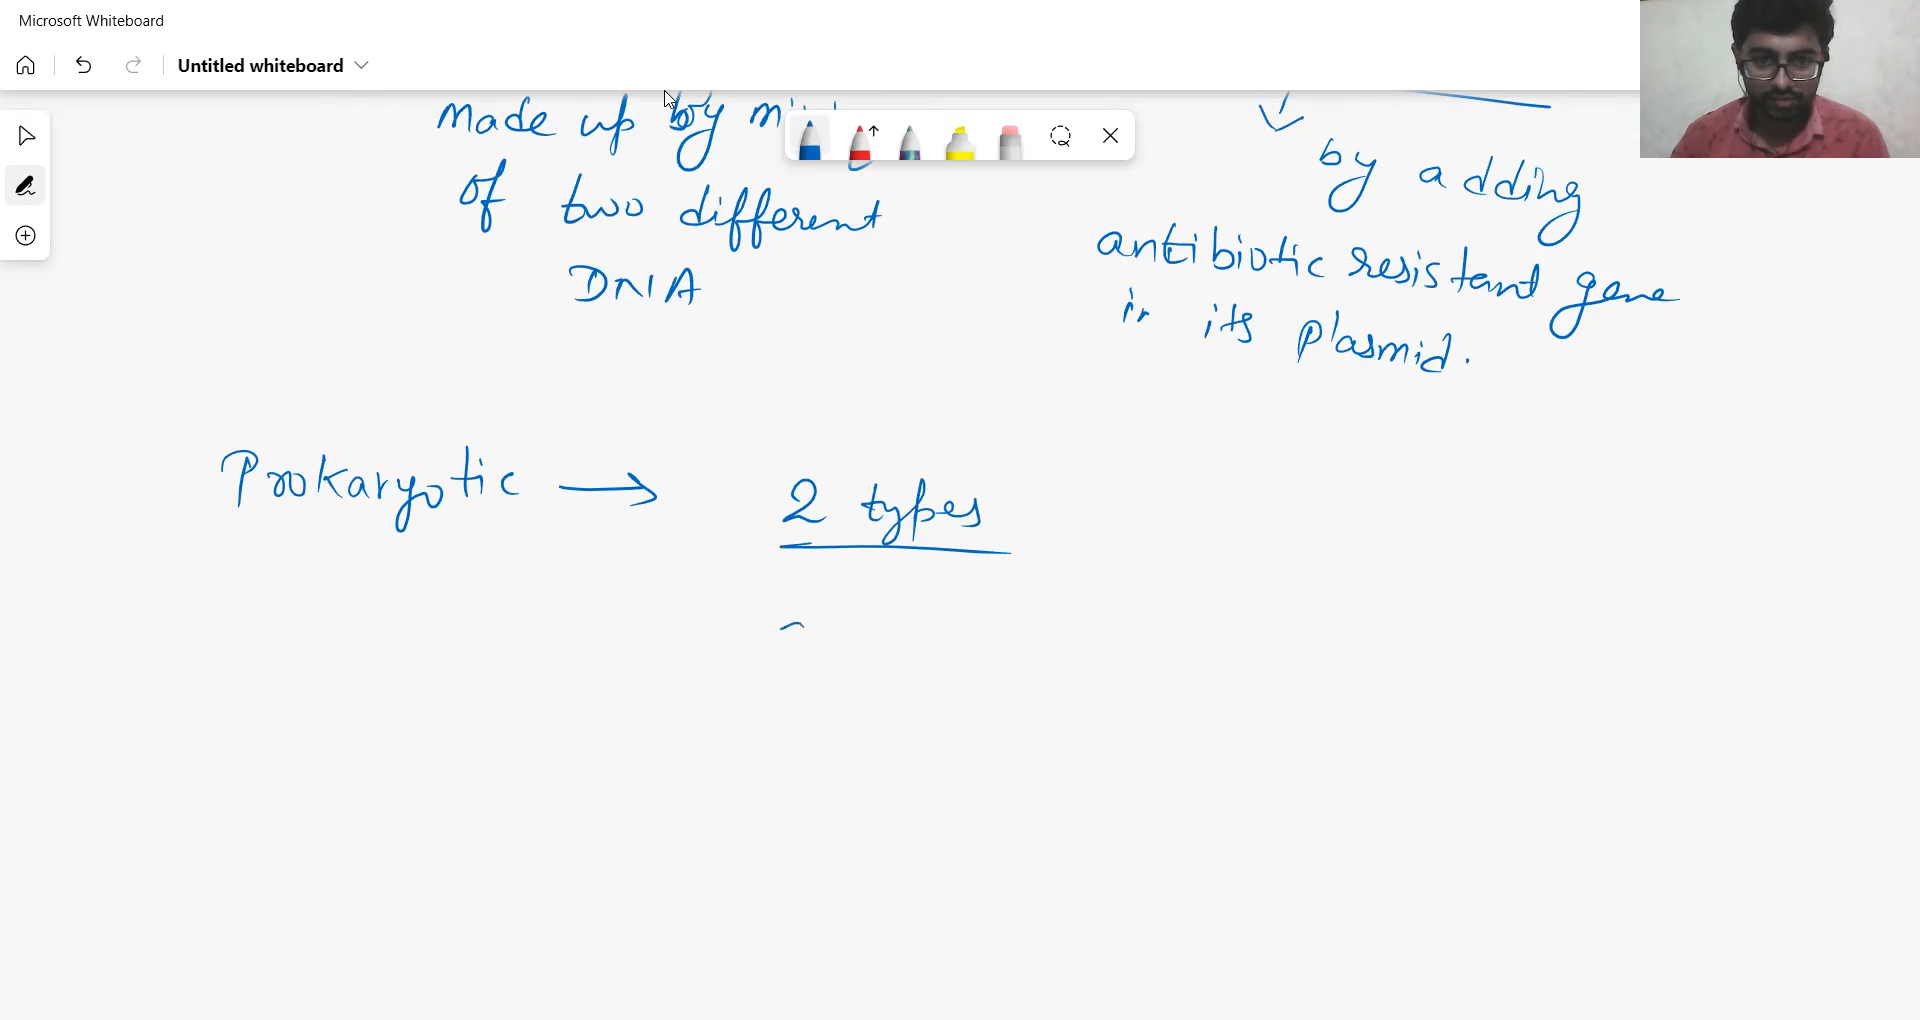 Microsoft Whiteboard
Untitled whiteboard
made up by
of two different
DNA
by adding
antibiotic resistant gene
in its plasmid.
Prokaryotic → 2 types